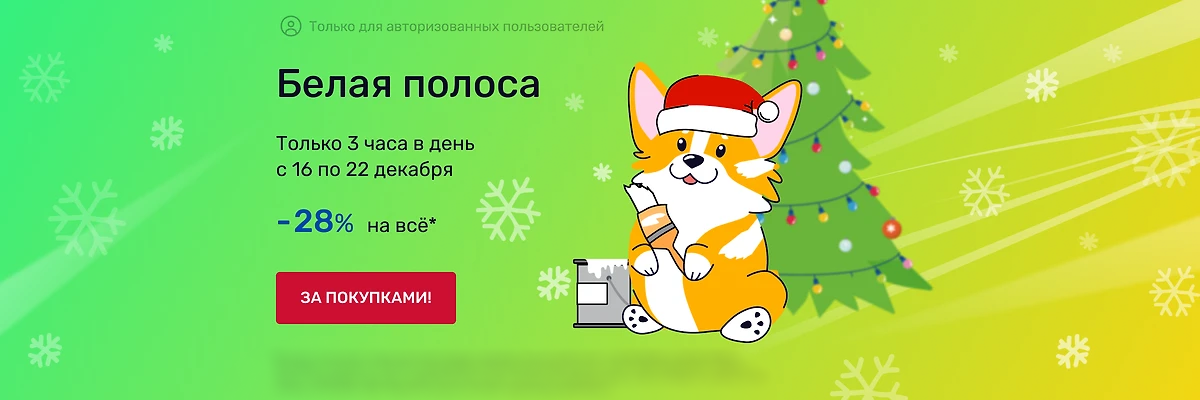 Только для авторизованных пользователей
Белая полоса
Только 3 часа в день
с 16 по 22 декабря
-28% на всё*
ЗА ПОКУПКАМИ!